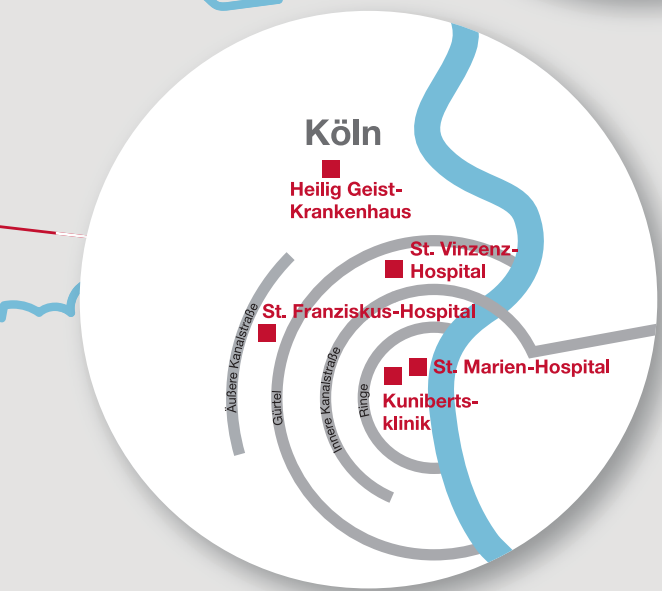 Köln
Heilig Geist-
Krankenhaus
St. Vinzenz-
Hospital
St. Franziskus-Hospital
St. Marien-Hospital
Kuniberts-
klinik
Äußere Kanalstraße
Gürtel
Innere Kanalstraße
Ringe